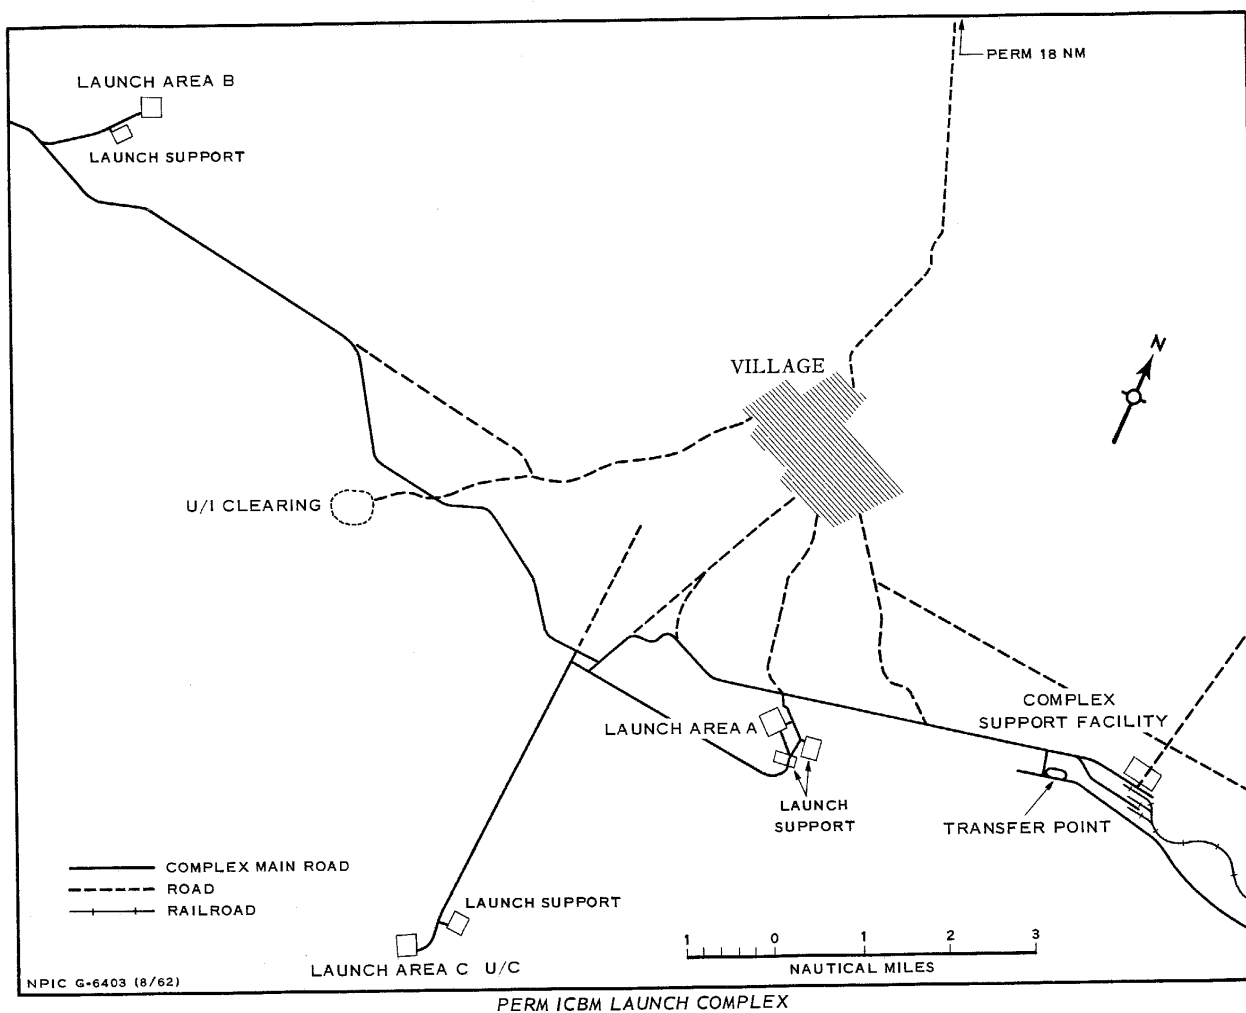 PERM 18 NM
LAUNCH AREA B
LAUNCH SUPPORT
N
VILLAGE
U/I CLEARING
COMPLEX
SUPPORT FACILITY
LAUNCH AREA A
LAUNCH
SUPPORT
TRANSFER POINT
COMPLEX MAIN ROAD
ROAD
RAILROAD
LAUNCH SUPPORT
LAUNCH AREA C U/C
1 0 1 2 3
NAUTICAL MILES
NPIC G-6403 (8/62)
PERM ICBM LAUNCH COMPLEX